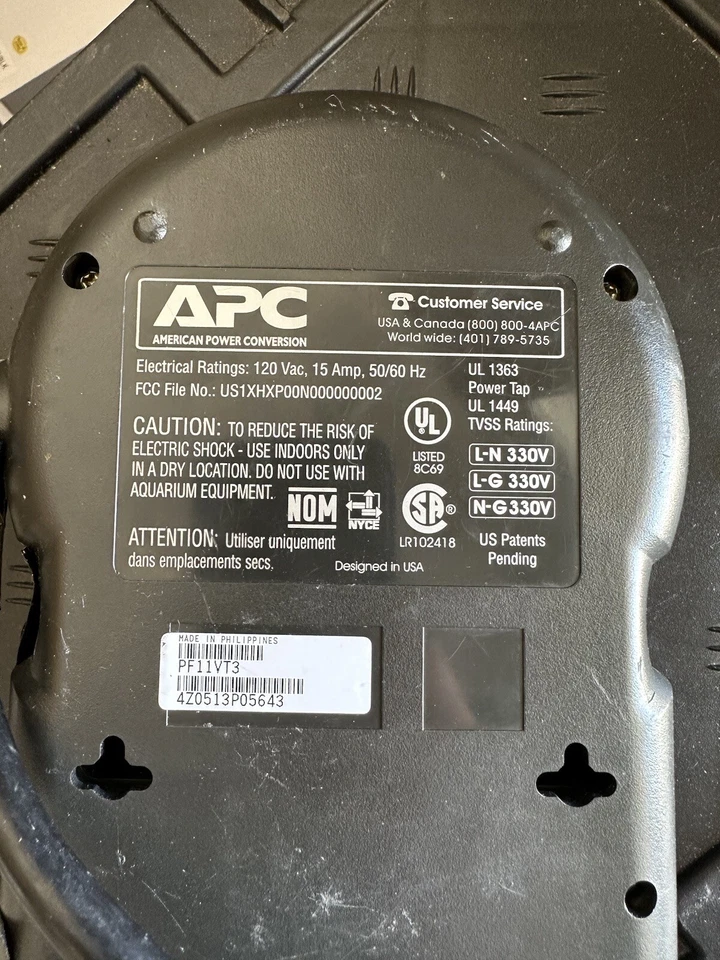 APC
AMERICAN POWER CONVERSION
☎ Customer Service
USA & Canada (800) 800-4APC
World wide: (401) 789-5735
Electrical Ratings: 120 Vac, 15 Amp, 50/60 Hz
FCC File No.: US1XHXP00N000000002
CAUTION: TO REDUCE THE RISK OF
ELECTRIC SHOCK - USE INDOORS ONLY
IN A DRY LOCATION. DO NOT USE WITH
AQUARIUM EQUIPMENT.
NOM
NYCE
ATTENTION: Utiliser uniquement
dans emplacements secs.
UL
LISTED
8C69
SA®
LR102418
Designed in USA
UL 1363
Power Tap
UL 1449
TVSS Ratings:
L-N 330V
L-G 330V
N-G 330V
US Patents
Pending
MADE IN PHILIPPINES
PF11VT3
4Z0513P05643